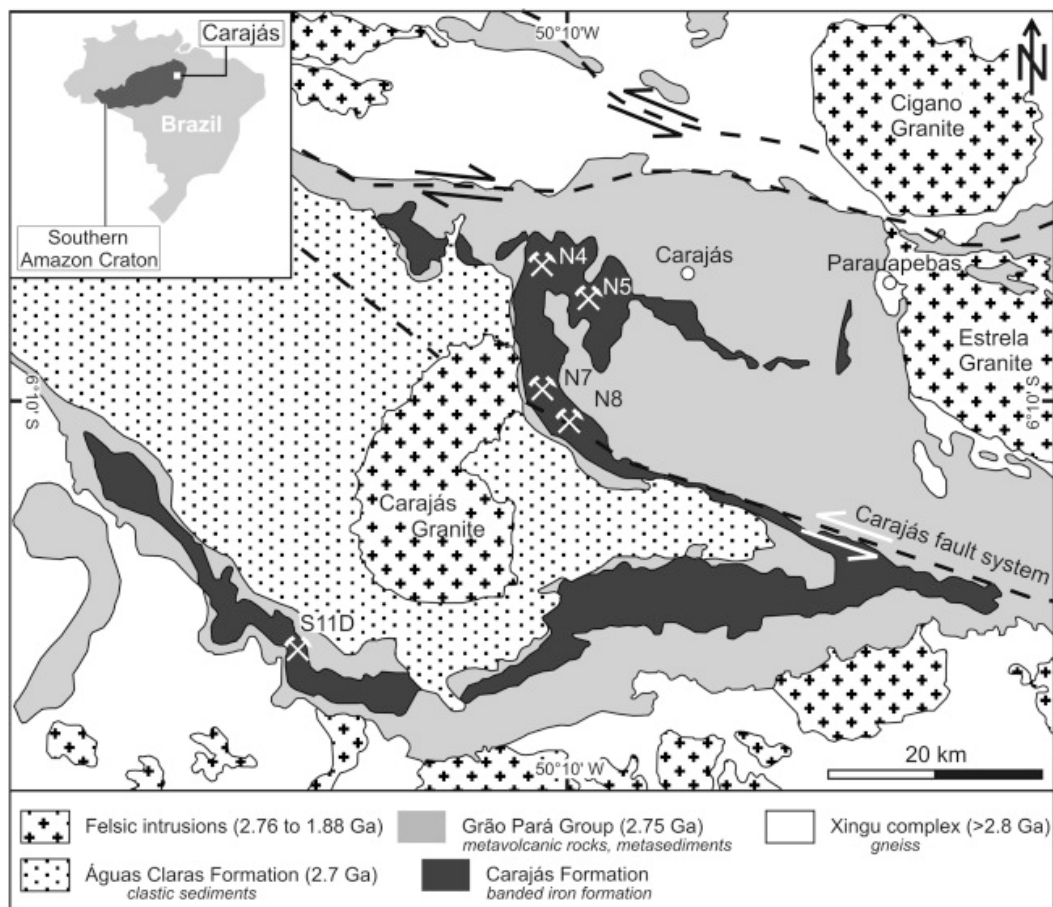 50°10'W
Carajás
N
Cigano
Granite
Brazil
Southern
Amazon Craton
N4
Carajás
Parauapebas
N5
Estrela
Granite
N7
N8
6°10' S
6°10' S
Carajás
Granite
Carajás fault system
S11D
20 km
50°10' W
Felsic intrusions (2.76 to 1.88 Ga)
Grão Pará Group (2.75 Ga)
metavolcanic rocks, metasediments
Xingu complex (>2.8 Ga)
gneiss
Águas Claras Formation (2.7 Ga)
clastic sediments
Carajás Formation
banded iron formation